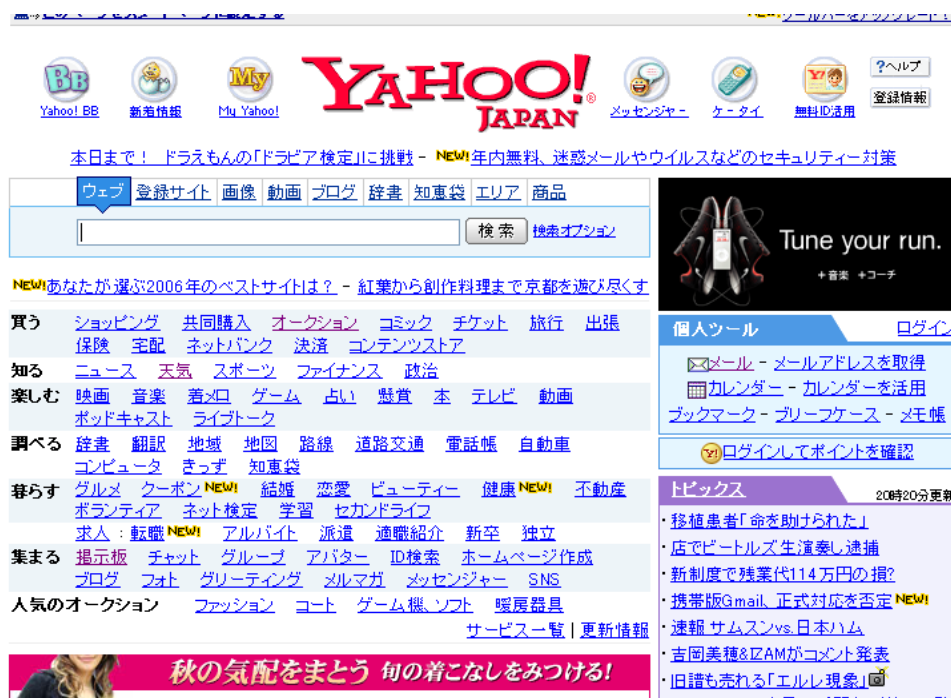 Yahoo! BB 新着情報 My Yahoo! YAHOO! JAPAN メッセンジャー ケータイ 無料ID活用 ?ヘルプ
登録情報
本日まで! ドラえもんの「ドラビア検定」に挑戦 - NEW!年内無料、迷惑メールやウイルスなどのセキュリティー対策
ウェブ 登録サイト 画像 動画 ブログ 辞書 知恵袋 エリア 商品
検索 検索オプション
NEW!あなたが選ぶ2006年のベストサイトは? - 紅葉から創作料理まで京都を遊び尽くす
買う ショッピング 共同購入 オークション コミック チケット 旅行 出張
保険 宅配 ネットバンク 決済 コンテンツストア
知る ニュース 天気 スポーツ ファイナンス 政治
楽しむ 映画 音楽 着メロ ゲーム 占い 懸賞 本 テレビ 動画
ポッドキャスト ライブトーク
調べる 辞書 翻訳 地域 地図 路線 道路交通 電話帳 自動車
コンピュータ きっず 知恵袋
暮らす グルメ クーポンNEW! 結婚 恋愛 ビューティー 健康NEW! 不動産
ボランティア ネット検定 学習 セカンドライフ
求人:転職NEW! アルバイト 派遣 適職紹介 新卒 独立
集まる 掲示板 チャット グループ アバター ID検索 ホームページ作成
ブログ フォト グリーティング メルマガ メッセンジャー SNS
人気のオークション ファッション コート ゲーム機、ソフト 暖房器具
サービス一覧 | 更新情報
秋の気配をまとう 旬の着こなしをみつける!
Tune your run.
+音楽 +コーチ
個人ツール ログイン
メール - メールアドレスを取得
カレンダー - カレンダーを活用
ブックマーク - ブリーフケース - メモ帳
ログインしてポイントを確認
トピックス 20時20分更新
・移植患者「命を助けられた」
・店でビートルズ生演奏し逮捕
・新制度で残業代114万円の損?
・携帯版Gmail、正式対応を否定NEW!
・速報 サムスンvs.日本ハム
・吉岡美穂&IZAMがコメント発表
・旧譜も売れる「エルレ現象」